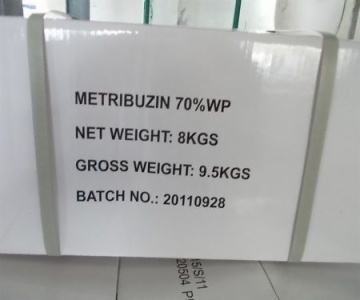 METRIBUZIN 70%WP
NET WEIGHT: 8KGS
GROSS WEIGHT: 9.5KGS
BATCH NO.: 20110928